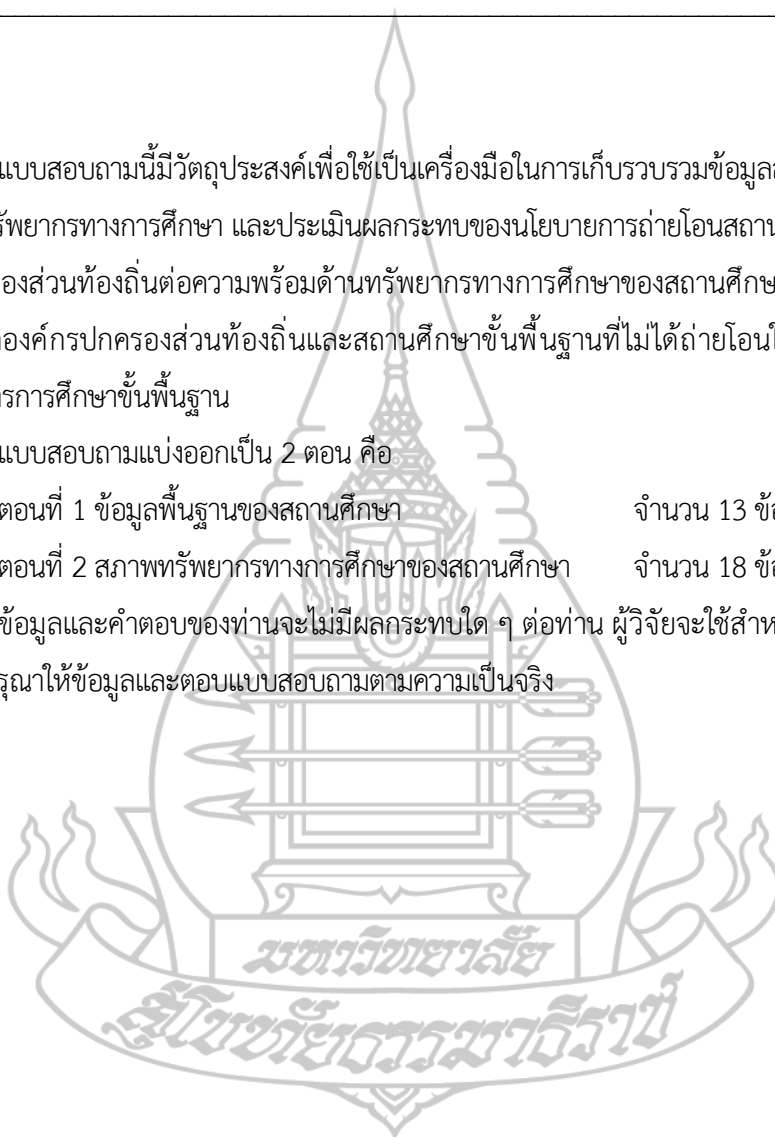 แบบสอบถามนี้มีวัตถุประสงค์เพื่อใช้เป็นเครื่องมือในการเก็บรวบรวมข้อมูล
รัพยากรทางการศึกษา และประเมินผลกระทบของนโยบายการถ่ายโอนสถาน
องส่วนท้องถิ่นต่อความพร้อมด้านทรัพยากรทางการศึกษาของสถานศึกษ
องค์กรปกครองส่วนท้องถิ่นและสถานศึกษาขั้นพื้นฐานที่ไม่ได้ถ่ายโอน
ารการศึกษาขั้นพื้นฐาน
แบบสอบถามแบ่งออกเป็น 2 ตอน คือ
ตอนที่ 1 ข้อมูลพื้นฐานของสถานศึกษา จำนวน 13 ข้อ
ตอนที่ 2 สภาพทรัพยากรทางการศึกษาของสถานศึกษา จำนวน 18 ข้อ
ข้อมูลและคำตอบของท่านจะไม่มีผลกระทบใด ๆ ต่อท่าน ผู้วิจัยจะใช้สำห
รุณาให้ข้อมูลและตอบแบบสอบถามตามความเป็นจริง
มหาวิทยาลัย
สุโขทัยธรรมาธิราช